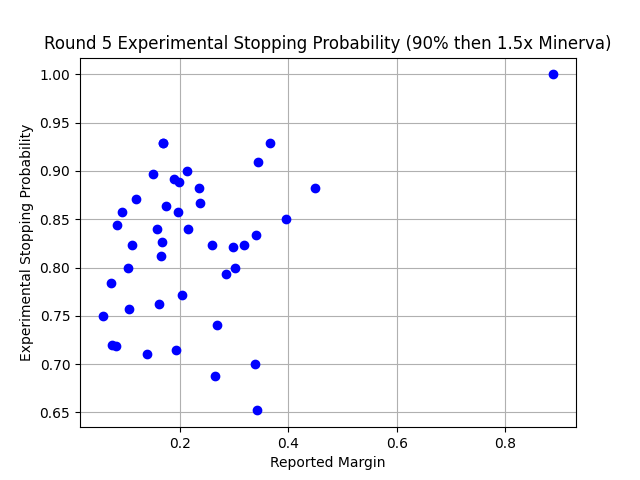 Round 5 Experimental Stopping Probability (90% then 1.5x Minerva)
Experimental Stopping Probability
1.00
0.95
0.90
0.85
0.80
0.75
0.70
0.65
0.2 0.4 0.6 0.8
Reported Margin